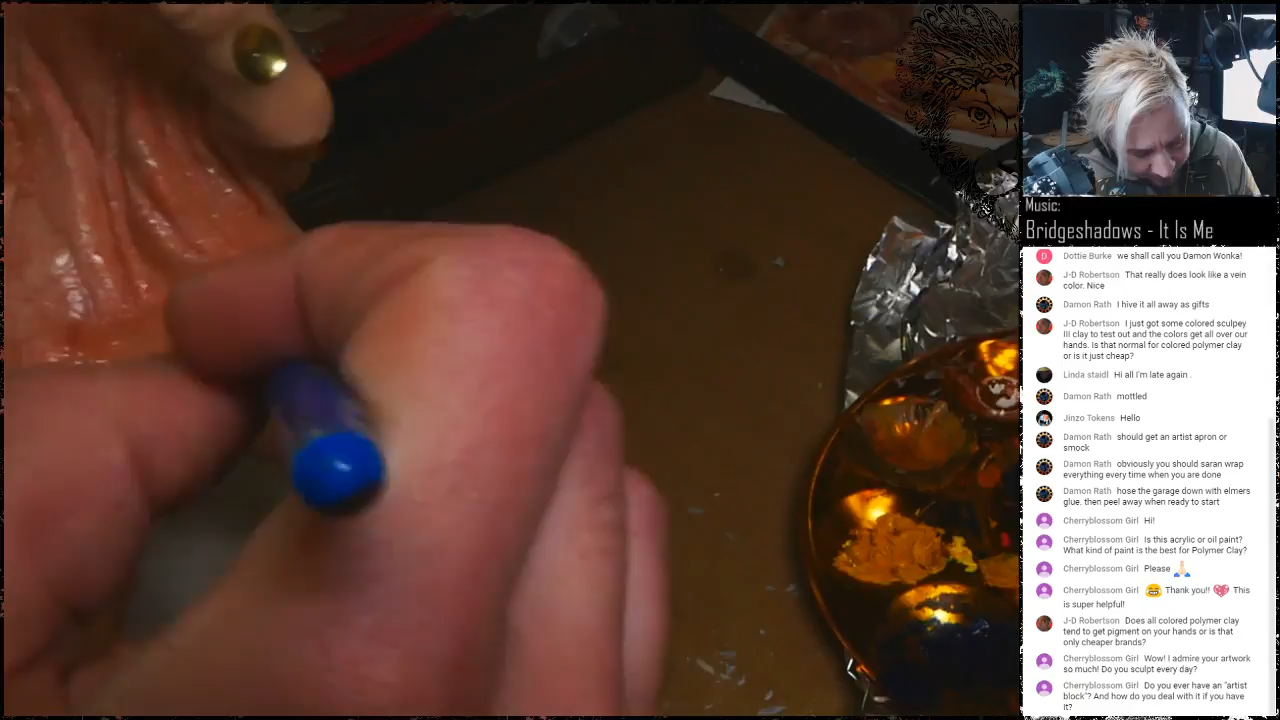 Music:
Bridgeshadows - It Is Me
D
Dottie Burke we shall call you Damon Wonka!
J-D Robertson That really does look like a vein
color. Nice
Damon Rath I hive it all away as gifts
J-D Robertson I just got some colored sculpey
III clay to test out and the colors get all over our
hands. Is that normal for colored polymer clay
or is it just cheap?
Linda staidl Hi all I'm late again .
Damon Rath mottled
Jinzo Tokens Hello
Damon Rath should get an artist apron or
smock
Damon Rath obviously you should saran wrap
everything every time when you are done
Damon Rath hose the garage down with elmers
glue. then peel away when ready to start
Cherryblossom Girl Hi!
Cherryblossom Girl Is this acrylic or oil paint?
What kind of paint is the best for Polymer Clay?
Cherryblossom Girl Please 🙏🏻
Cherryblossom Girl 😂 Thank you!! 💖 This
is super helpful!
J-D Robertson Does all colored polymer clay
tend to get pigment on your hands or is that
only cheaper brands?
Cherryblossom Girl Wow! I admire your artwork
so much! Do you sculpt every day?
Cherryblossom Girl Do you ever have an "artist
block"? And how do you deal with it if you have
it?